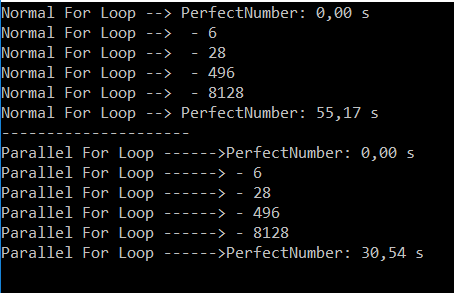 Normal For Loop --> PerfectNumber: 0,00 s
Normal For Loop -->  - 6
Normal For Loop -->  - 28
Normal For Loop -->  - 496
Normal For Loop -->  - 8128
Normal For Loop --> PerfectNumber: 55,17 s
---------------------
Parallel For Loop ------>PerfectNumber: 0,00 s
Parallel For Loop ------> - 6
Parallel For Loop ------> - 28
Parallel For Loop ------> - 496
Parallel For Loop ------> - 8128
Parallel For Loop ------>PerfectNumber: 30,54 s